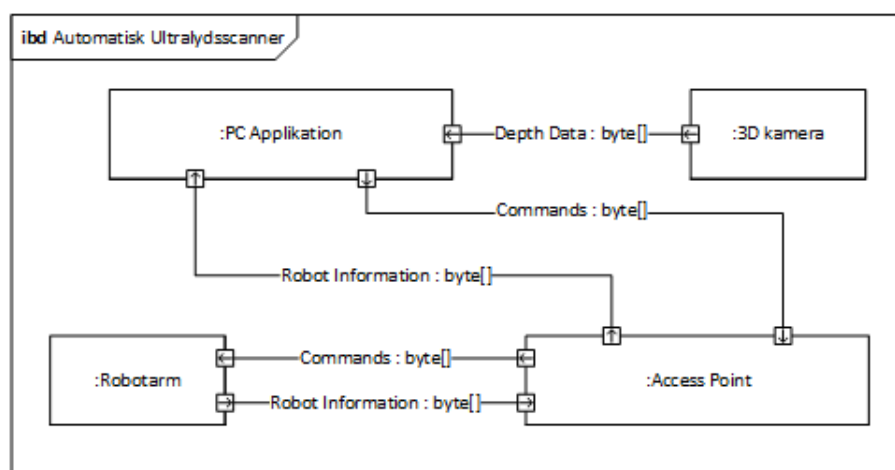 ibd Automatisk Ultralydsscanner
:PC Applikation
Depth Data : byte[]
:3D kamera
Commands : byte[]
Robot Information : byte[]
:Robotarm
Commands : byte[]
Robot Information : byte[]
:Access Point